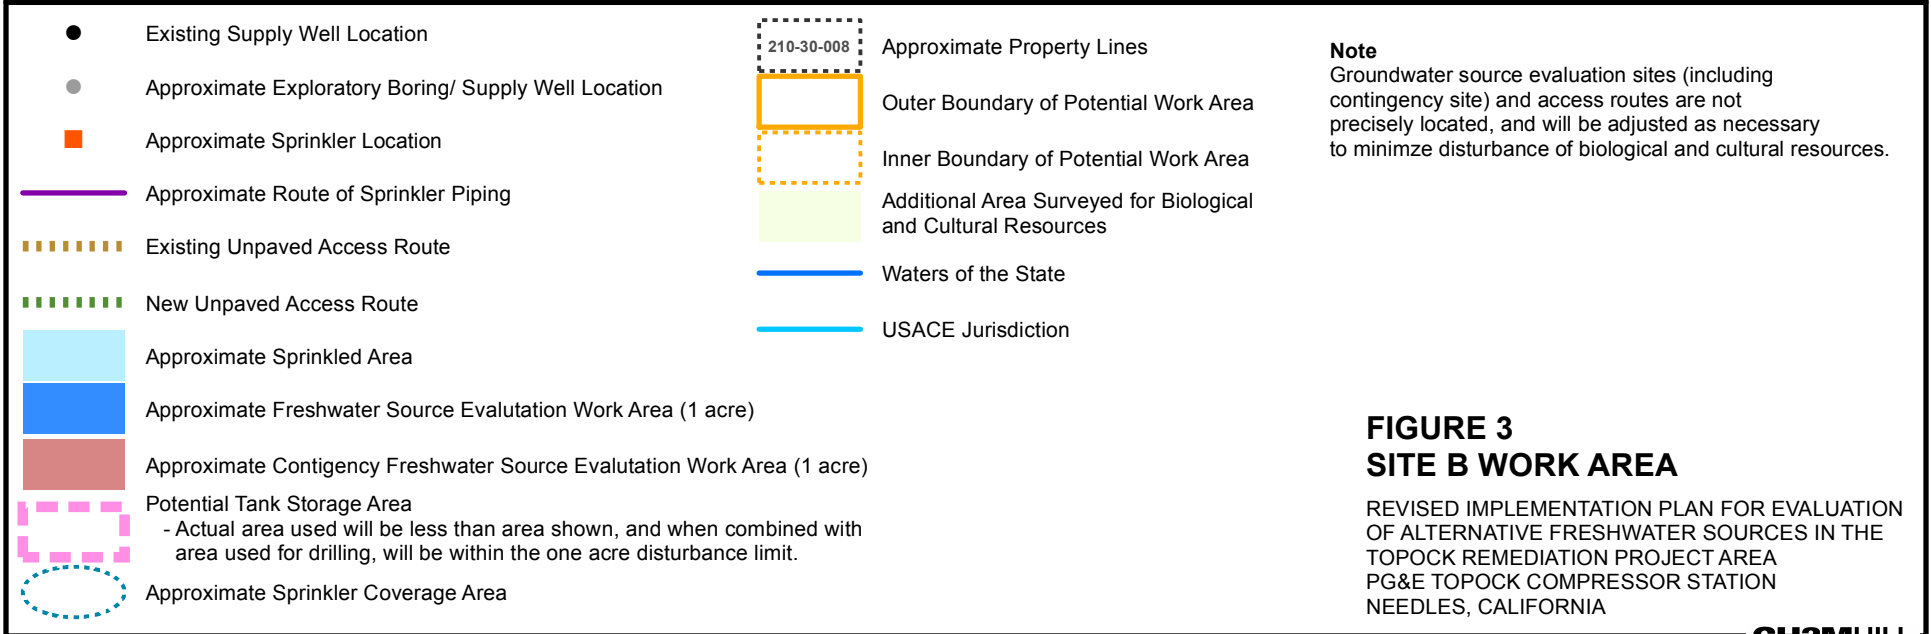 Existing Supply Well Location
Approximate Exploratory Boring/ Supply Well Location
Approximate Sprinkler Location
Approximate Route of Sprinkler Piping
Existing Unpaved Access Route
New Unpaved Access Route
Approximate Sprinkled Area
Approximate Freshwater Source Evalutation Work Area (1 acre)
Approximate Contigency Freshwater Source Evalutation Work Area (1 acre)
Potential Tank Storage Area
- Actual area used will be less than area shown, and when combined with
area used for drilling, will be within the one acre disturbance limit.
Approximate Sprinkler Coverage Area
210-30-008
Approximate Property Lines
Outer Boundary of Potential Work Area
Inner Boundary of Potential Work Area
Additional Area Surveyed for Biological
and Cultural Resources
Waters of the State
USACE Jurisdiction
Note
Groundwater source evaluation sites (including
contingency site) and access routes are not
precisely located, and will be adjusted as necessary
to minimze disturbance of biological and cultural resources.
FIGURE 3
SITE B WORK AREA
REVISED IMPLEMENTATION PLAN FOR EVALUATION
OF ALTERNATIVE FRESHWATER SOURCES IN THE
TOPOCK REMEDIATION PROJECT AREA
PG&E TOPOCK COMPRESSOR STATION
NEEDLES, CALIFORNIA
CH2MHILL